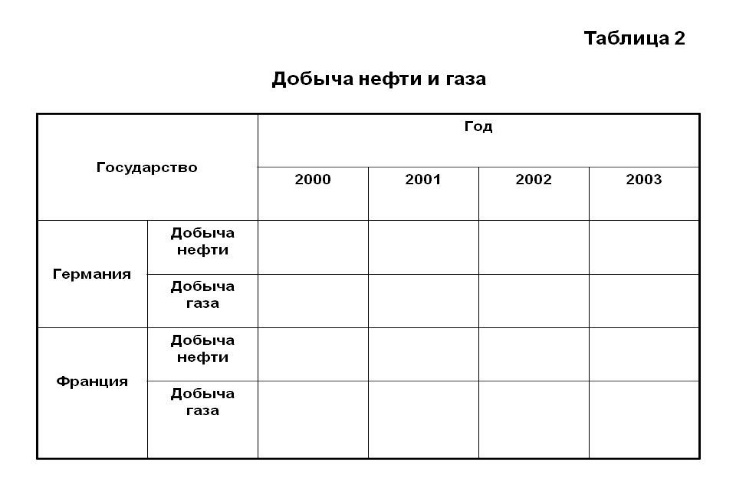 Таблица 2
Добыча нефти и газа
Государство
Год
2000 2001 2002 2003
Германия
Добыча
нефти
Добыча
газа
Франция
Добыча
нефти
Добыча
газа